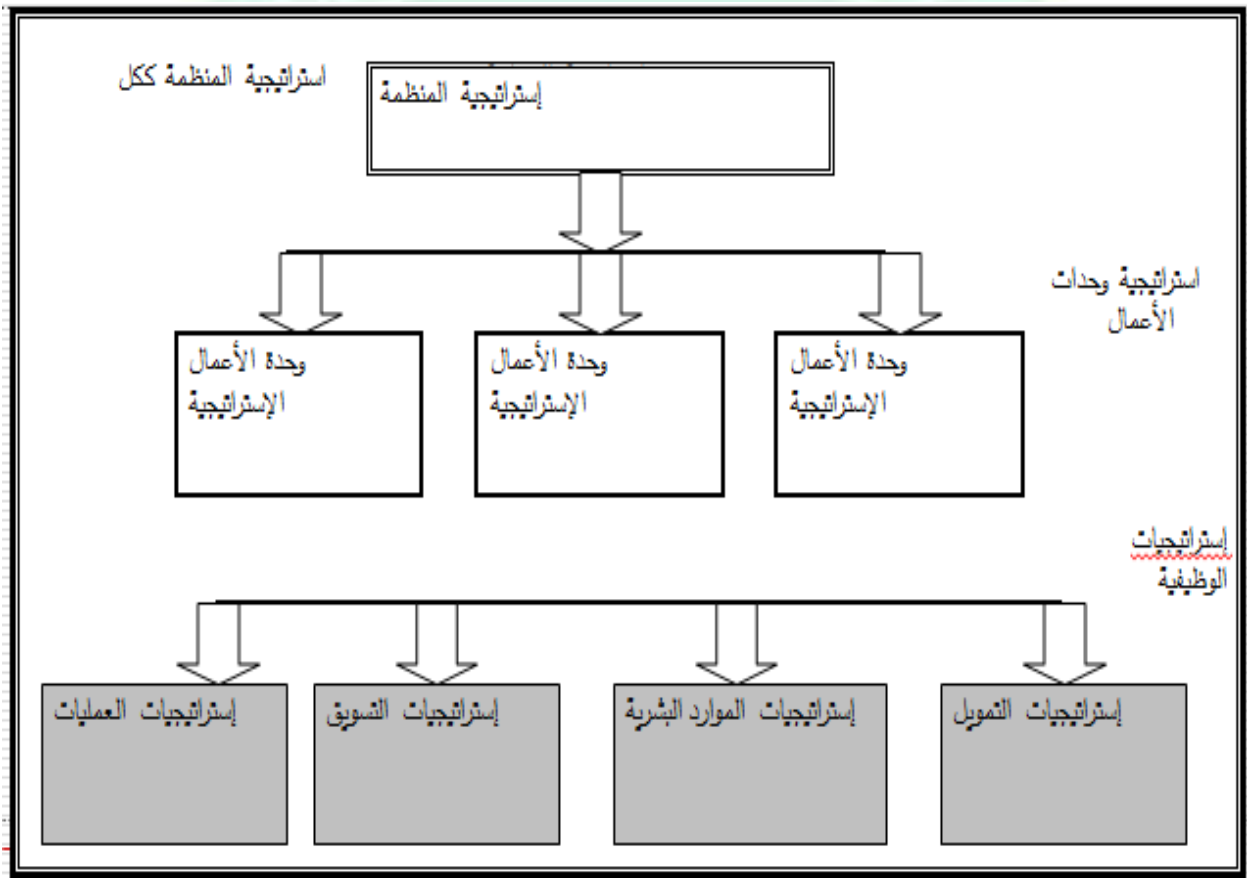 استراتيجية المنظمة ككل
إستراتيجية المنظمة
استراتيجية وحدات
الأعمال
وحدة الأعمال
الإستراتيجية
وحدة الأعمال
الإستراتيجية
وحدة الأعمال
الإستراتيجية
إستراتيجيات
الوظيفية
إستراتيجيات التمويل
إستراتيجيات الموارد البشرية
إستراتيجيات التسويق
إستراتيجيات العمليات